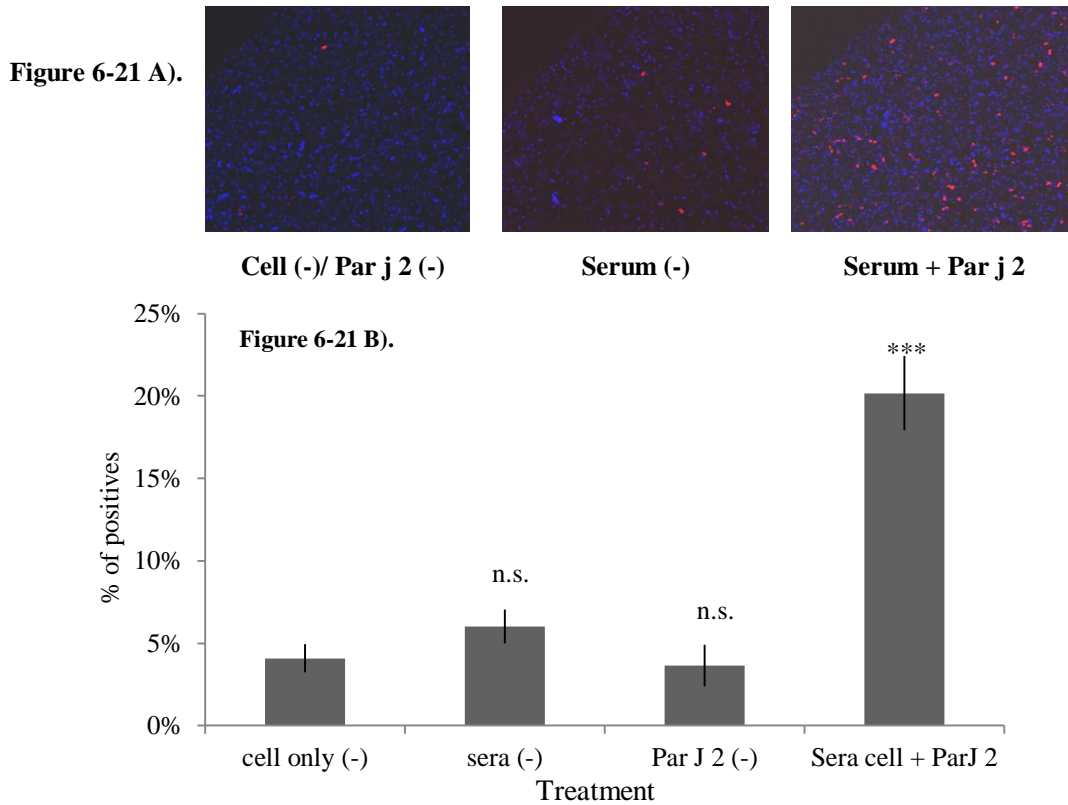 Figure 6-21 A).
Cell (-)/ Par j 2 (-)
Serum (-)
Serum + Par j 2
Figure 6-21 B).
25%
20%
15%
10%
5%
0%
% of positives
n.s.
n.s.
***
cell only (-)
sera (-)
Par J 2 (-)
Sera cell + ParJ 2
Treatment